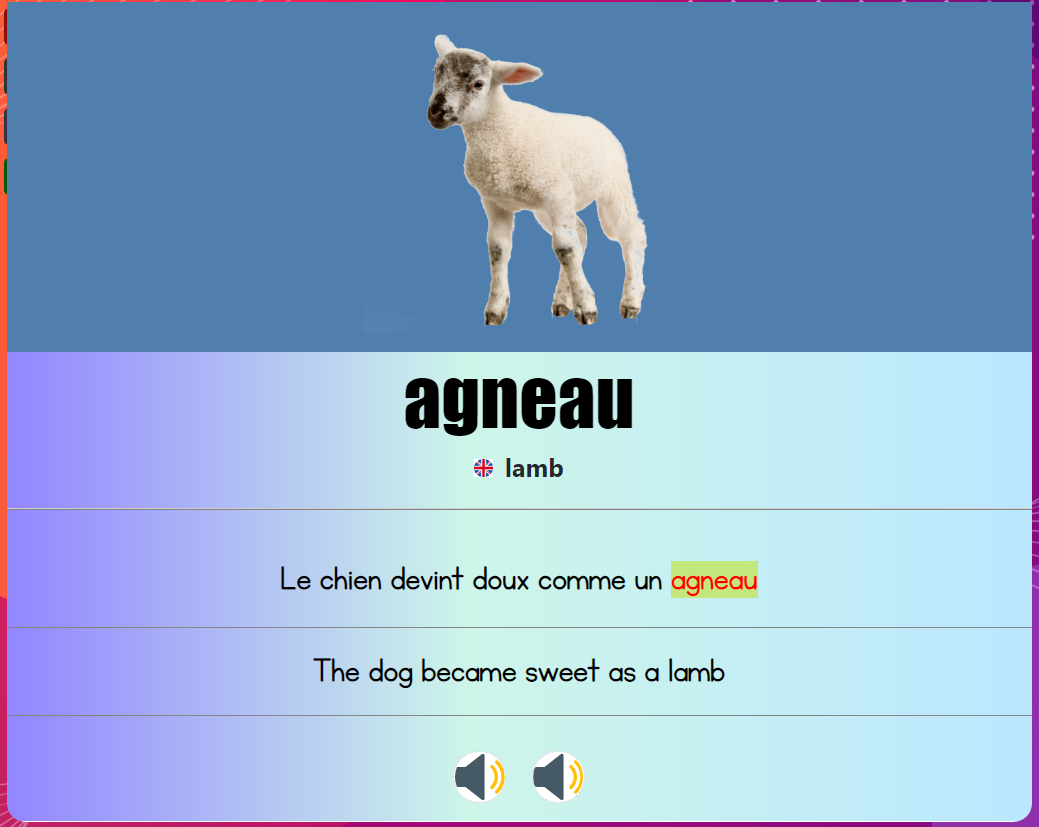 agneau
lamb
Le chien devint doux comme un agneau
The dog became sweet as a lamb